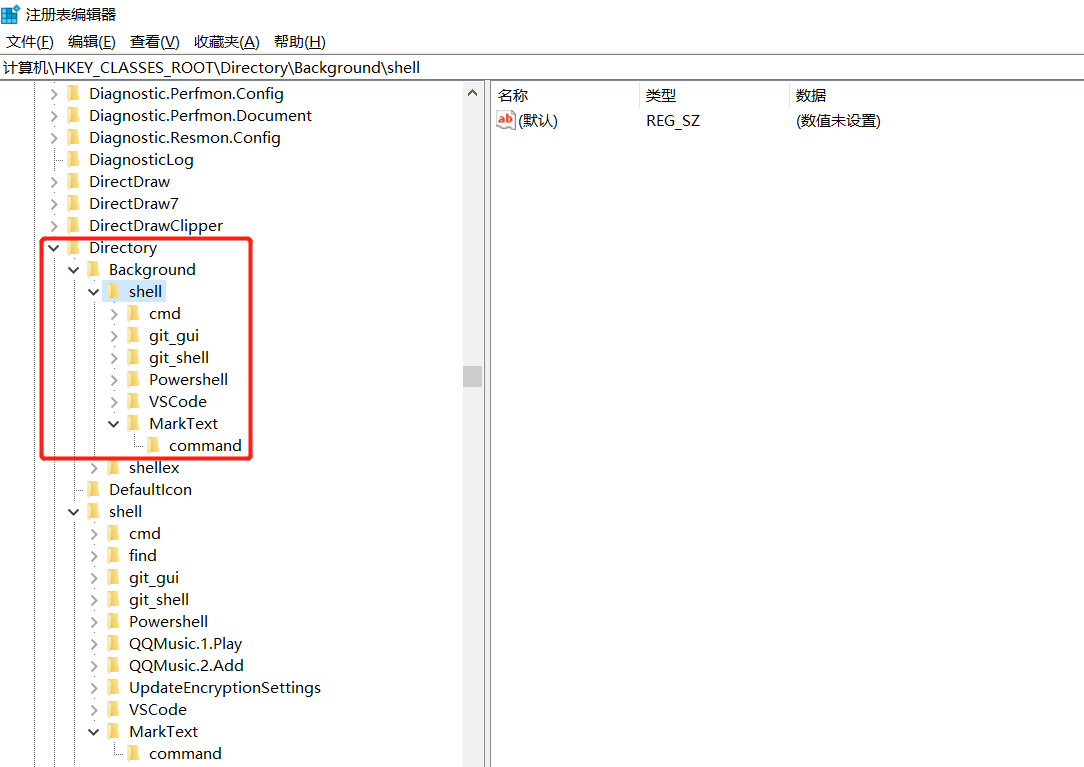 注册表编辑器
文件(F) 编辑(E) 查看(V) 收藏夹(A) 帮助(H)
计算机\HKEY_CLASSES_ROOT\Directory\Background\shell
Diagnostic.Perfmon.Config
Diagnostic.Perfmon.Document
Diagnostic.Resmon.Config
DiagnosticLog
DirectDraw
DirectDraw7
DirectDrawClipper
Directory
Background
shell
cmd
git_gui
git_shell
Powershell
VSCode
MarkText
command
shellex
DefaultIcon
shell
cmd
find
git_gui
git_shell
Powershell
QQMusic.1.Play
QQMusic.2.Add
UpdateEncryptionSettings
VSCode
MarkText
command
名称 类型 数据
ab (默认) REG_SZ (数值未设置)